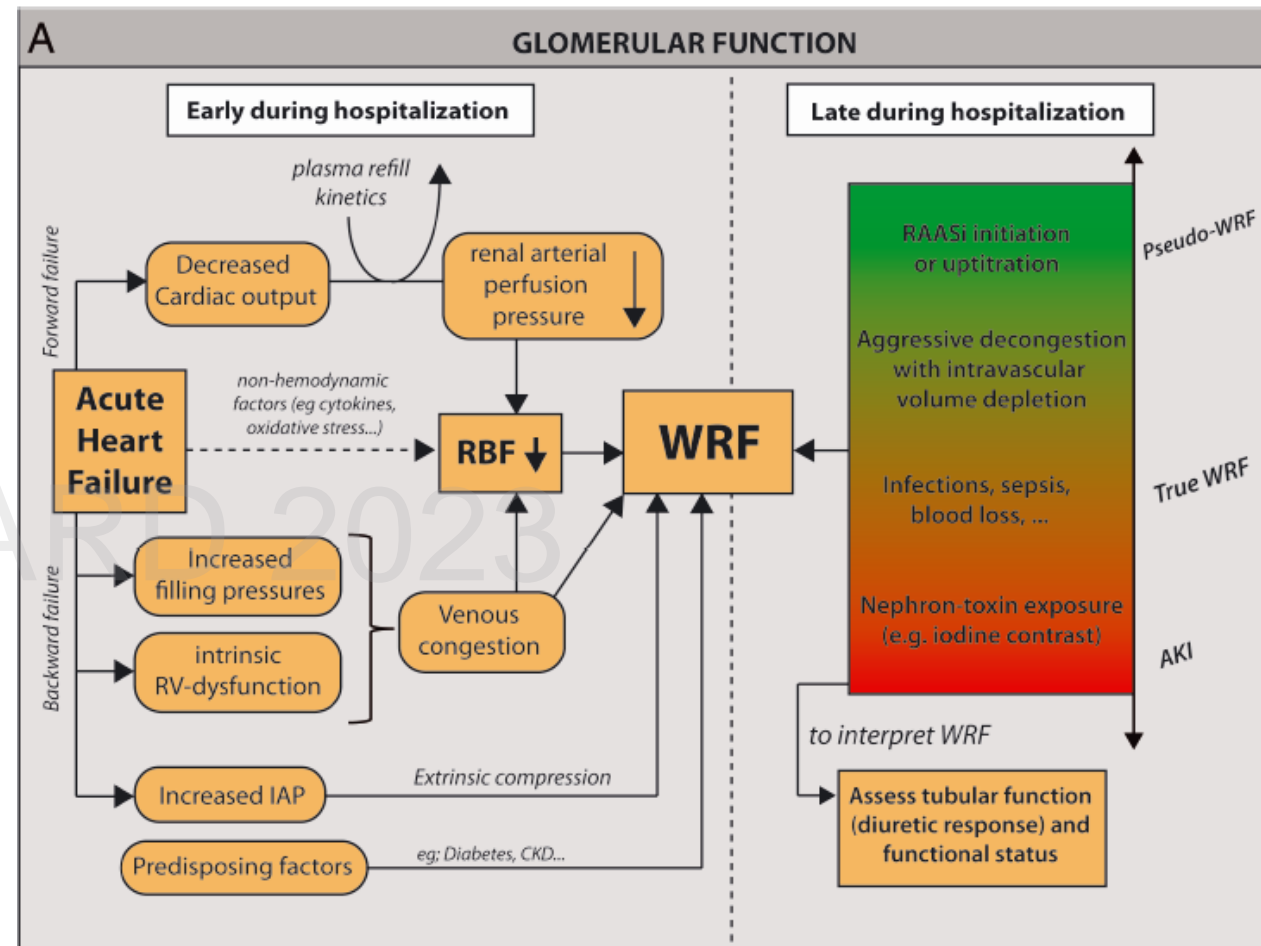 A
GLOMERULAR FUNCTION
Early during hospitalization
Late during hospitalization
plasma refill
kinetics
Forward failure
Decreased
Cardiac output
renal arterial
perfusion
pressure
Acute
Heart
Failure
non-hemodynamic
factors (eg cytokines,
oxidative stress...)
RBF
WRF
Backward failure
Increased
filling pressures
intrinsic
RV-dysfunction
Venous
congestion
Increased IAP
Extrinsic compression
Predisposing factors
eg; Diabetes, CKD...
RAASi initiation
or uptitration
Aggressive decongestion
with intravascular
volume depletion
Infections, sepsis,
blood loss, ...
Nephron-toxin exposure
(e.g. iodine contrast)
Pseudo-WRF
True WRF
AKI
to interpret WRF
Assess tubular function
(diuretic response) and
functional status
ARD 2023